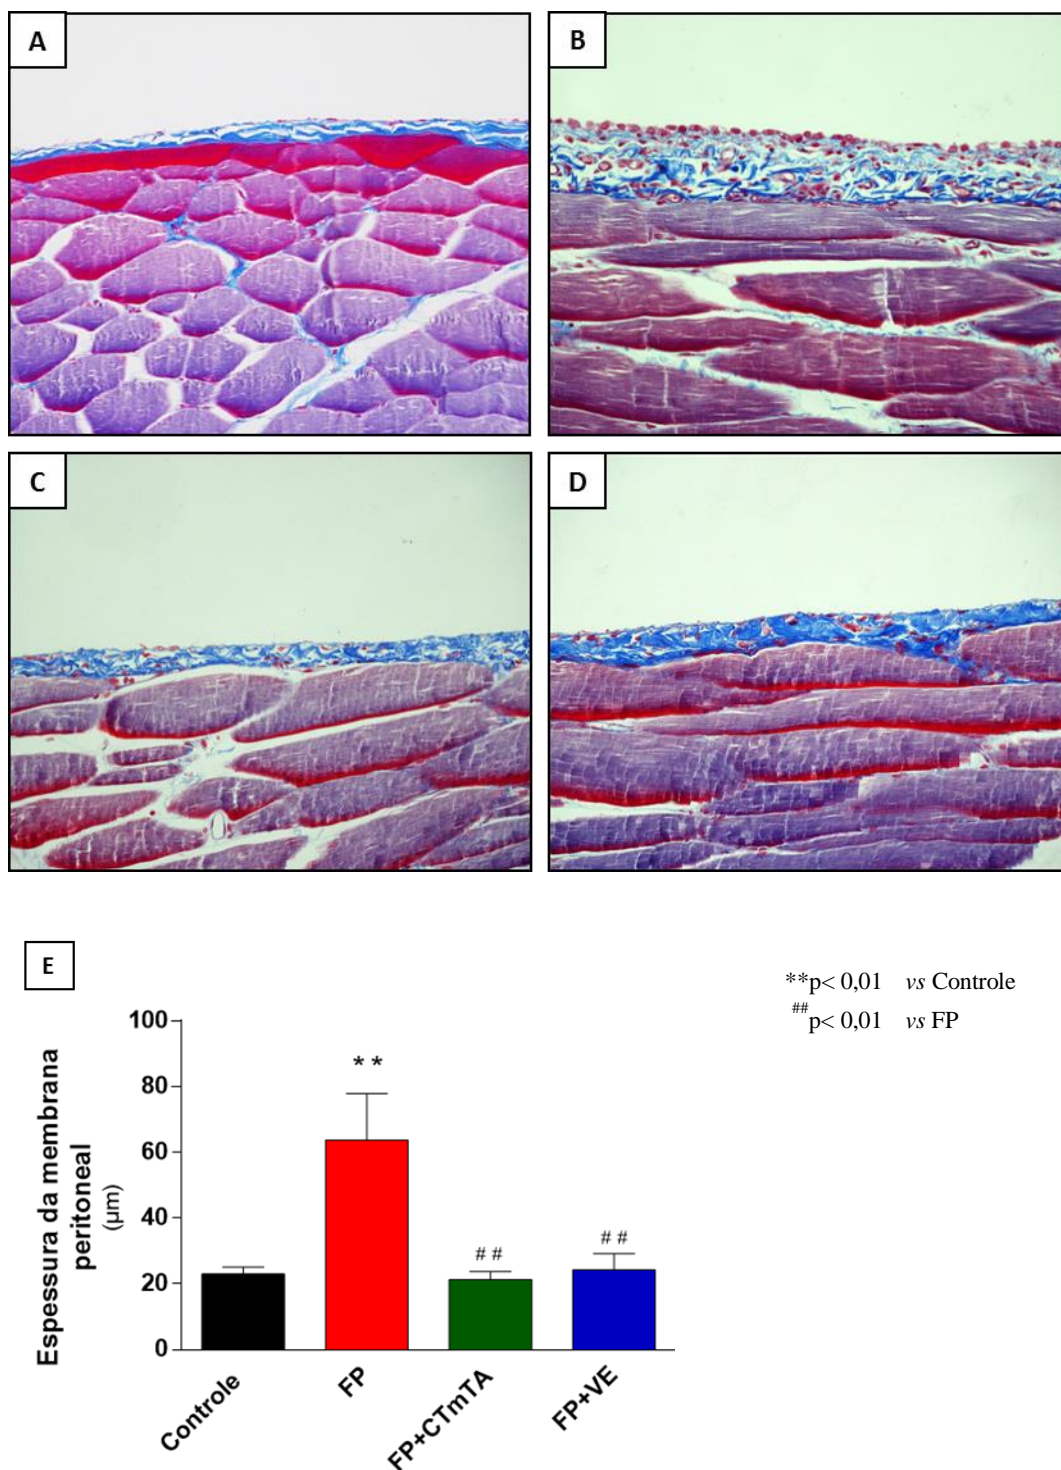 A
B
C
D
E
**p< 0,01 vs Controle
##p< 0,01 vs FP
100
80
60
40
20
0
Espessura da membrana
peritoneal
(µm)
* *
# #
# #
Controle
FP
FP+CTmTA
FP+VE